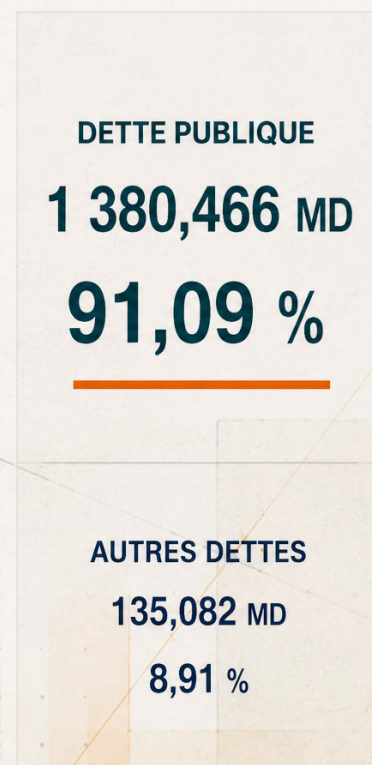 DETTE PUBLIQUE
1 380,466 MD
91,09 %
AUTRES DETTES
135,082 MD
8,91 %